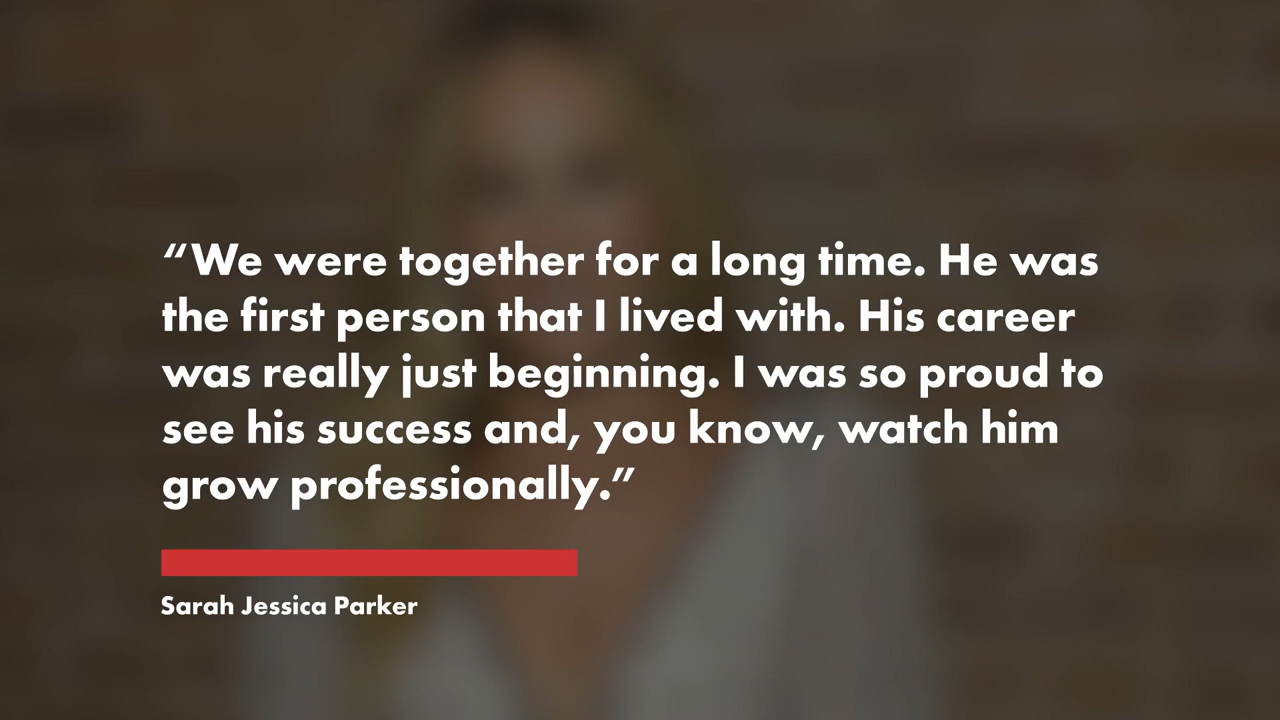 “We were together for a long time. He was
the first person that I lived with. His career
was really just beginning. I was so proud to
see his success and, you know, watch him
grow professionally.”
Sarah Jessica Parker